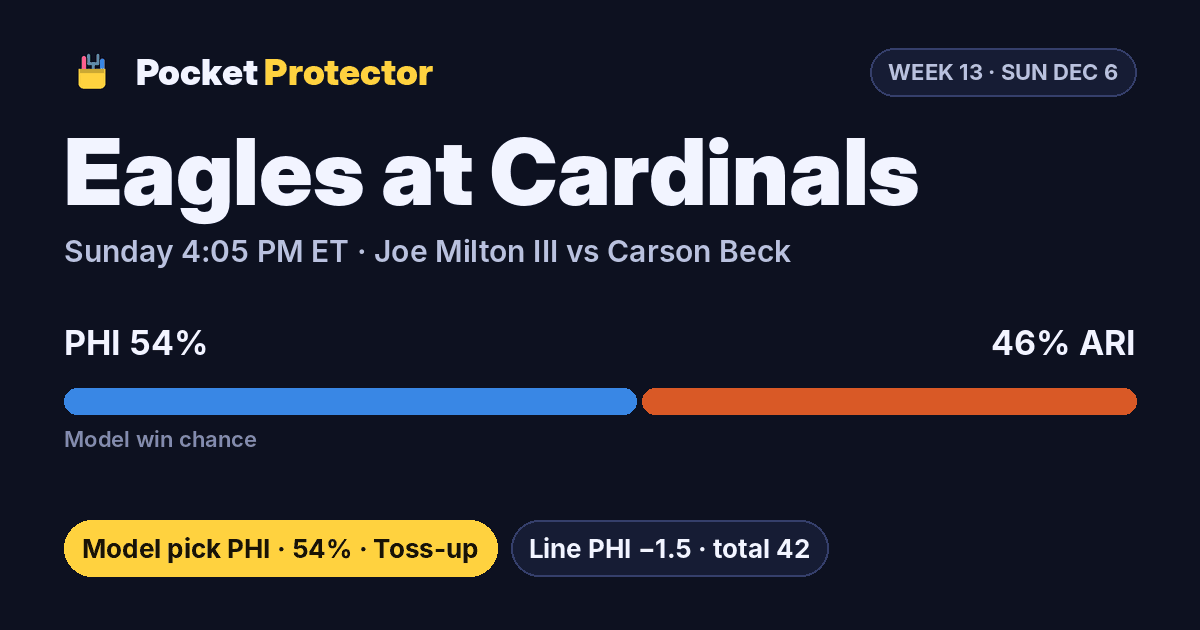 Pocket Protector
WEEK 13 · SUN DEC 6
Eagles at Cardinals
Sunday 4:05 PM ET · Joe Milton III vs Carson Beck
PHI 54%
46% ARI
Model win chance
Model pick PHI · 54% · Toss-up
Line PHI −1.5 · total 42